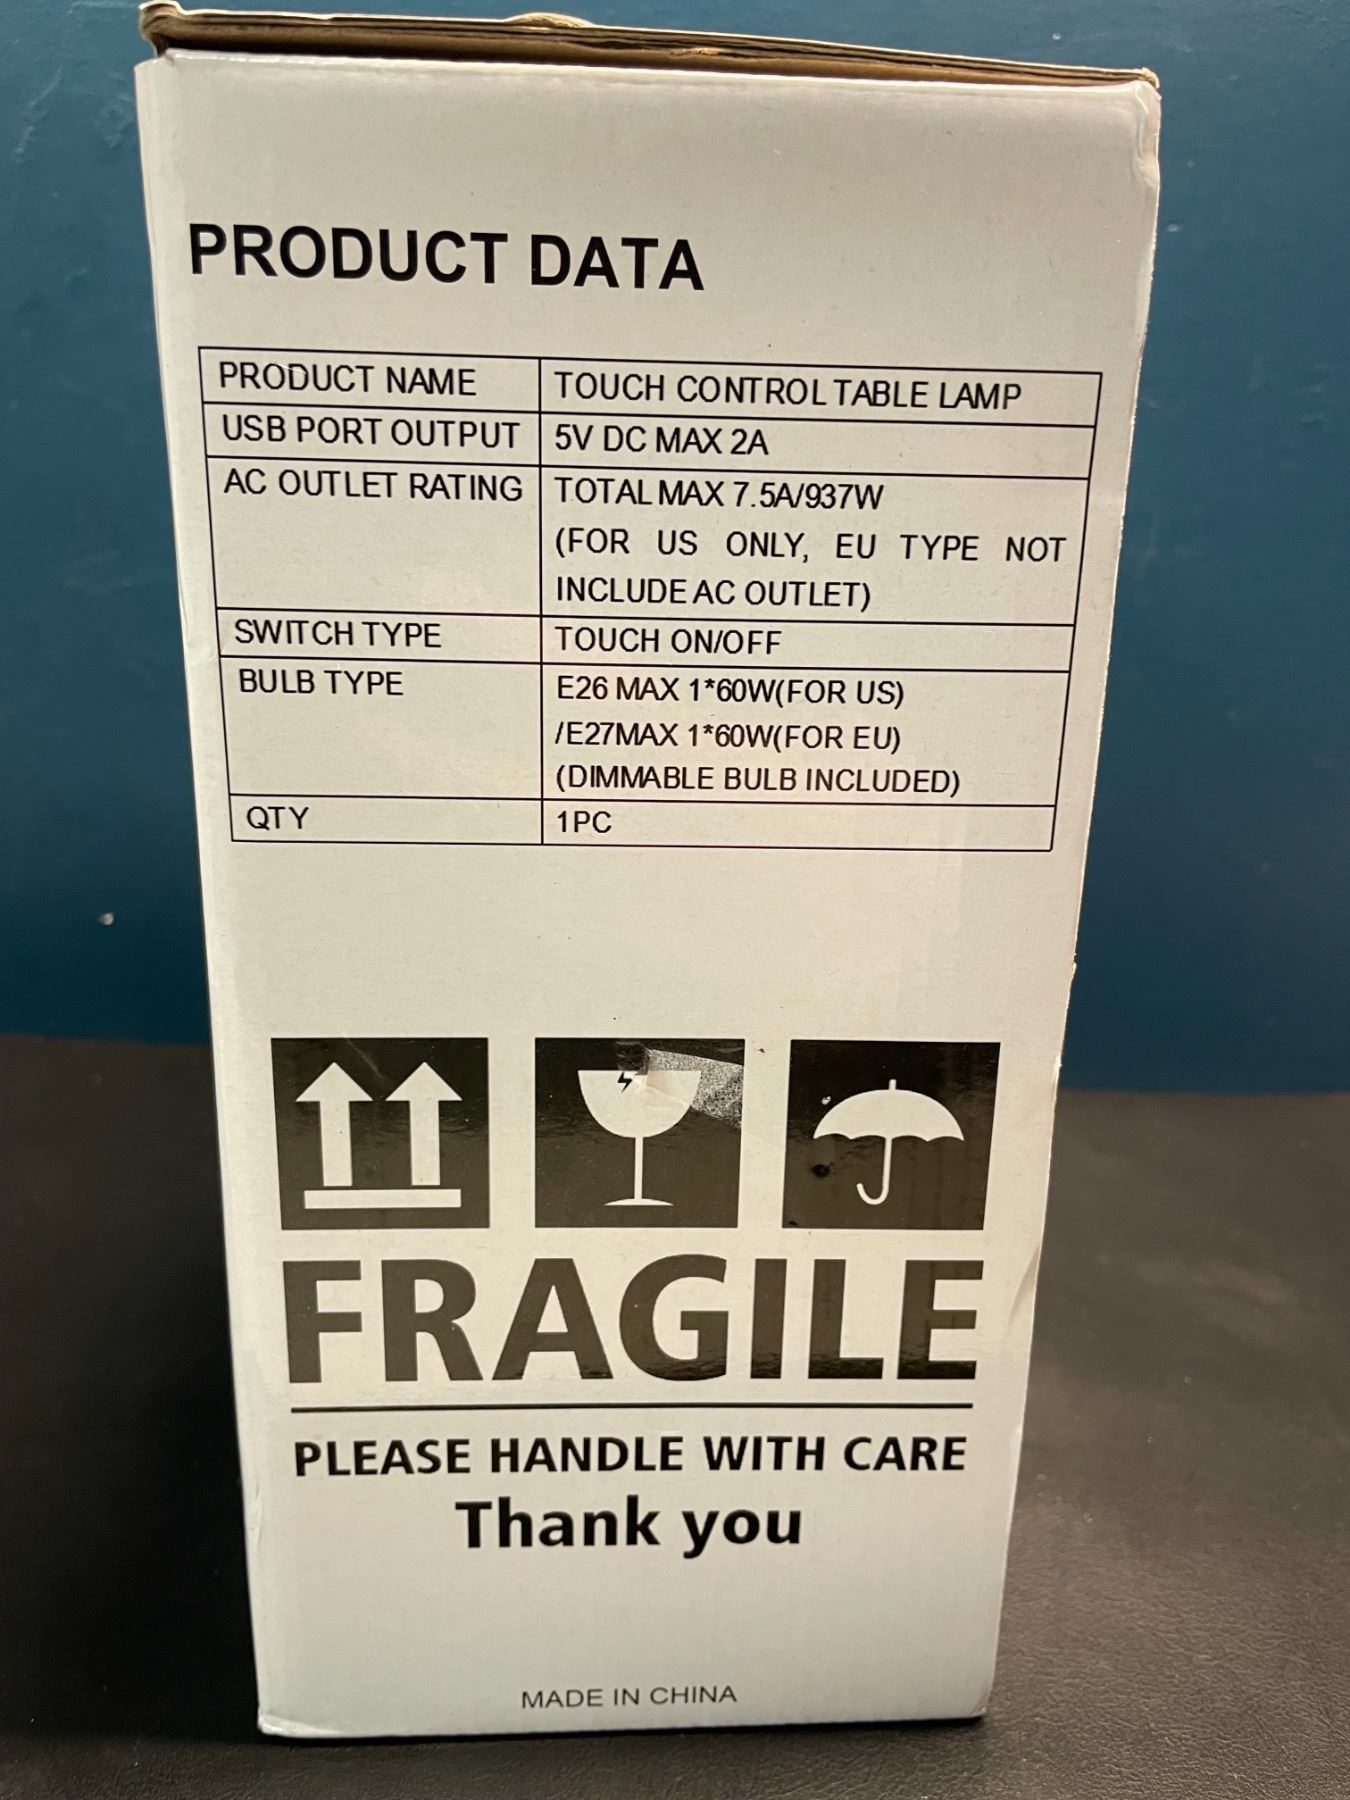 PRODUCT DATA
PRODUCT NAME TOUCH CONTROL TABLE LAMP
USB PORT OUTPUT 5V DC MAX 2A
AC OUTLET RATING TOTAL MAX 7.5A/937W
(FOR US ONLY, EU TYPE NOT
INCLUDE AC OUTLET)
SWITCH TYPE TOUCH ON/OFF
BULB TYPE E26 MAX 1*60W(FOR US)
/E27MAX 1*60W(FOR EU)
(DIMMABLE BULB INCLUDED)
QTY 1PC
FRAGILE
PLEASE HANDLE WITH CARE
Thank you
MADE IN CHINA